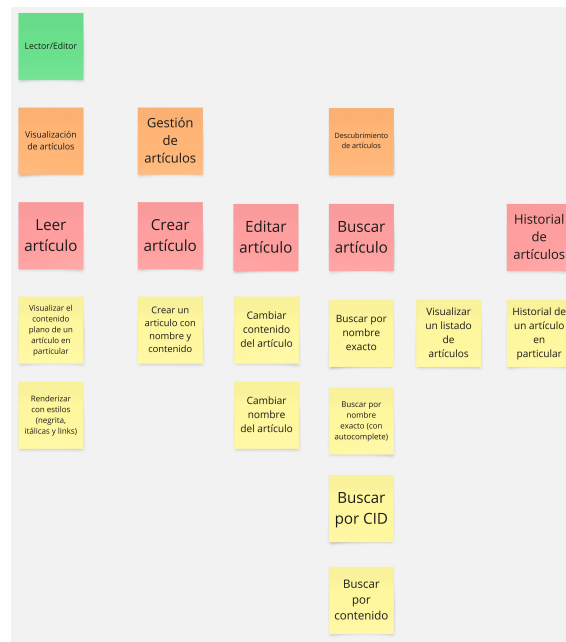 Lector/Editor
Visualización
de artículos
Gestión
de
artículos
Descubrimiento
de artículos
Leer
artículo
Crear
artículo
Editar
artículo
Buscar
artículo
Historial
de
artículos
Visualizar el
contenido
plano de un
artículo en
particular
Crear un
articulo con
nombre y
contenido
Cambiar
contenido
del artículo
Buscar por
nombre
exacto
Visualizar
un listado
de
artículos
Historial de
un artículo
en
particular
Renderizar
con estilos
(negrita,
itálicas y links)
Cambiar
nombre
del artículo
Buscar por
nombre
exacto (con
autocomplete)
Buscar
por CID
Buscar
por
contenido